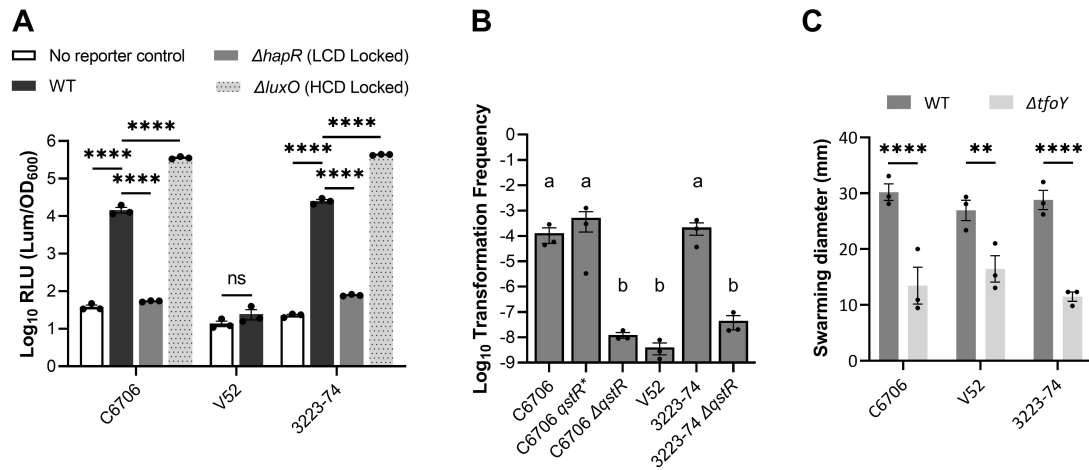 A
No reporter control
ΔhapR (LCD Locked)
WT
ΔluxO (HCD Locked)
Log10 RLU (Lum/OD600)
6
5
4
3
2
1
0
****
****
****
ns
****
****
****
C6706
V52
3223-74
B
Log10 Transformation Frequency
0
-1
-2
-3
-4
-5
-6
-7
-8
-9
a
a
b
b
a
b
C6706
C6706 qstR*
C6706 ΔqstR
V52
3223-74
3223-74 ΔqstR
C
WT
ΔtfoY
Swarming diameter (mm)
40
30
20
10
0
****
**
****
C6706
V52
3223-74